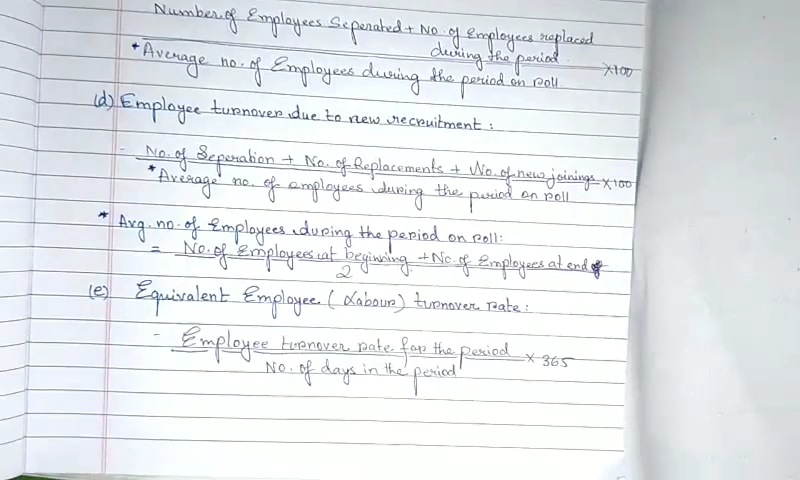 Number of Employees Seperated + No. of Employees replaced
during the period.
* Average no. of Employees during the period on roll ×100
(d) Employee turnover due to new recruitment :
- No. of Seperation + No. of Replacements + No. of new joinings ×100
* Average no. of employees during the period on roll
* Avg. no. of Employees during the period on roll:
= No. of Employees at beginning + No. of Employees at end of
2
(e) Equivalent Employee (Labour) turnover rate :
- Employee turnover rate for the period × 365
No. of days in the period